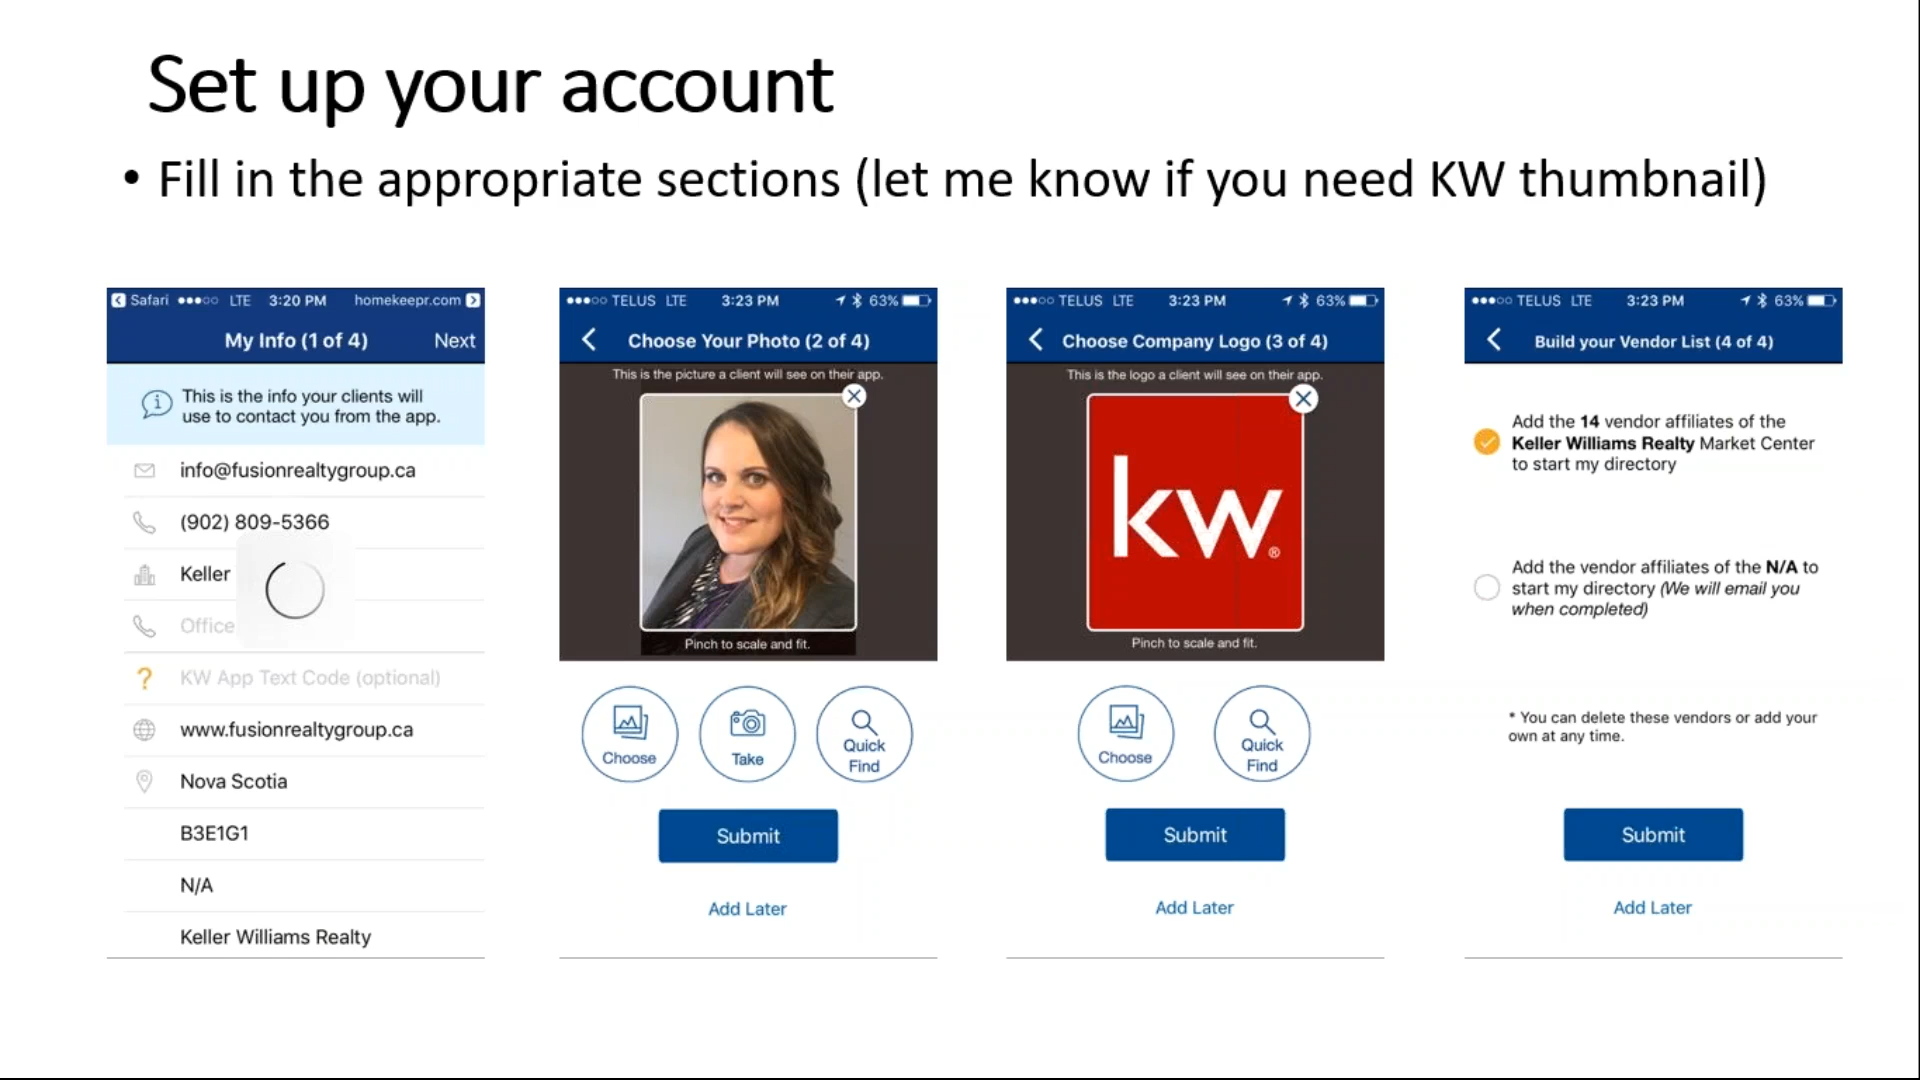 Set up your account
• Fill in the appropriate sections (let me know if you need KW thumbnail)
Safari LTE 3:20 PM homekeepr.com
My Info (1 of 4) Next
This is the info your clients will
use to contact you from the app.
info@fusionrealtygroup.ca
(902) 809-5366
Keller
Office
? KW App Text Code (optional)
www.fusionrealtygroup.ca
Nova Scotia
B3E1G1
N/A
Keller Williams Realty
TELUS LTE 3:23 PM 63%
Choose Your Photo (2 of 4)
This is the picture a client will see on their app.
Pinch to scale and fit.
Choose
Take
Quick
Find
Submit
Add Later
TELUS LTE 3:23 PM 63%
Choose Company Logo (3 of 4)
This is the logo a client will see on their app.
kw®
Pinch to scale and fit.
Choose
Quick
Find
Submit
Add Later
TELUS LTE 3:23 PM 63%
Build your Vendor List (4 of 4)
Add the 14 vendor affiliates of the
Keller Williams Realty Market Center
to start my directory
Add the vendor affiliates of the N/A to
start my directory (We will email you
when completed)
* You can delete these vendors or add your
own at any time.
Submit
Add Later